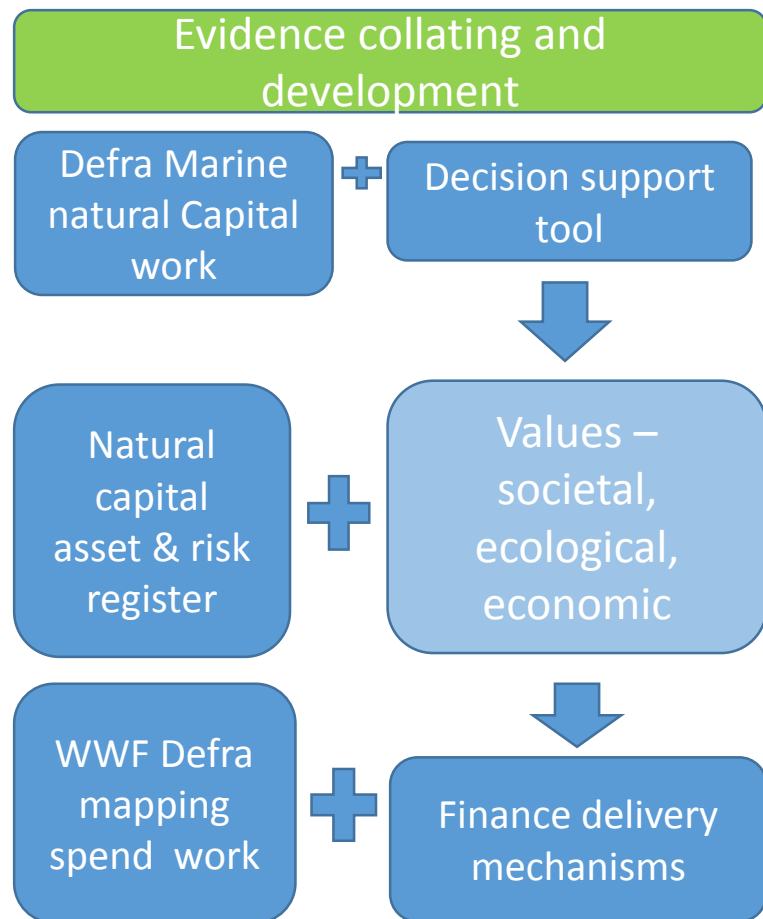 Evidence collating and
development
Defra Marine
natural Capital
work
Decision support
tool
Natural
capital
asset & risk
register
Values –
societal,
ecological,
economic
WWF Defra
mapping
spend work
Finance delivery
mechanisms